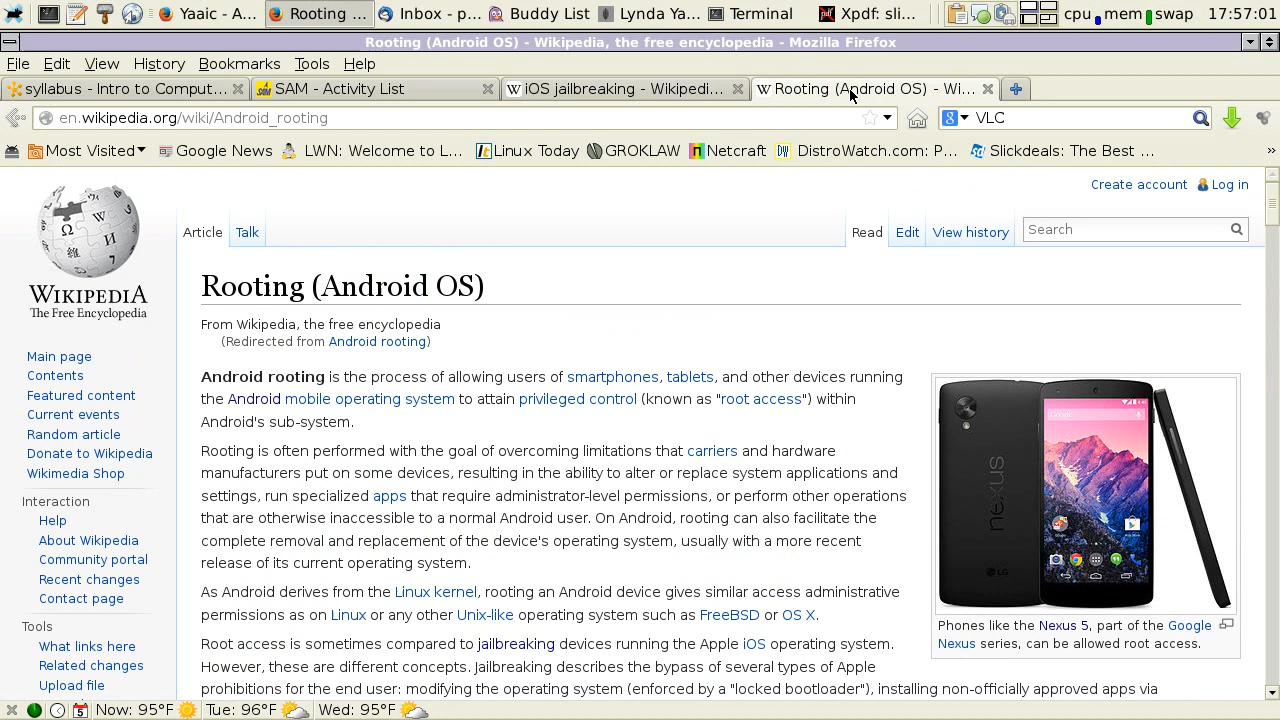 Yaaic - A...
Rooting ...
Inbox - p...
Buddy List
Lynda Ya...
Terminal
Xpdf: sli...
cpu
mem
swap
17:57:01
Rooting (Android OS) - Wikipedia, the free encyclopedia - Mozilla Firefox
File Edit View History Bookmarks Tools Help
syllabus - Intro to Comput...
SAM - Activity List
iOS jailbreaking - Wikipedi...
Rooting (Android OS) - Wi...
en.wikipedia.org/wiki/Android_rooting
VLC
Most Visited
Google News
LWN: Welcome to L...
Linux Today
GROKLAW
Netcraft
DistroWatch.com: P...
Slickdeals: The Best ...
»
Create account
Log in
Article
Talk
Read
Edit
View history
Search
WIKIPEDIA
The Free Encyclopedia
Main page
Contents
Featured content
Current events
Random article
Donate to Wikipedia
Wikimedia Shop
Interaction
Help
About Wikipedia
Community portal
Recent changes
Contact page
Tools
What links here
Related changes
Upload file
Rooting (Android OS)
From Wikipedia, the free encyclopedia
(Redirected from Android rooting)
Android rooting is the process of allowing users of smartphones, tablets, and other devices running
the Android mobile operating system to attain privileged control (known as "root access") within
Android's sub-system.
Rooting is often performed with the goal of overcoming limitations that carriers and hardware
manufacturers put on some devices, resulting in the ability to alter or replace system applications and
settings, run specialized apps that require administrator-level permissions, or perform other operations
that are otherwise inaccessible to a normal Android user. On Android, rooting can also facilitate the
complete removal and replacement of the device's operating system, usually with a more recent
release of its current operating system.
As Android derives from the Linux kernel, rooting an Android device gives similar access administrative
permissions as on Linux or any other Unix-like operating system such as FreeBSD or OS X.
Root access is sometimes compared to jailbreaking devices running the Apple iOS operating system.
However, these are different concepts. Jailbreaking describes the bypass of several types of Apple
prohibitions for the end user: modifying the operating system (enforced by a "locked bootloader"), installing non-officially approved apps via
nexus
LG
Google
Phones like the Nexus 5, part of the Google
Nexus series, can be allowed root access.
Now: 95°F
Tue: 96°F
Wed: 95°F